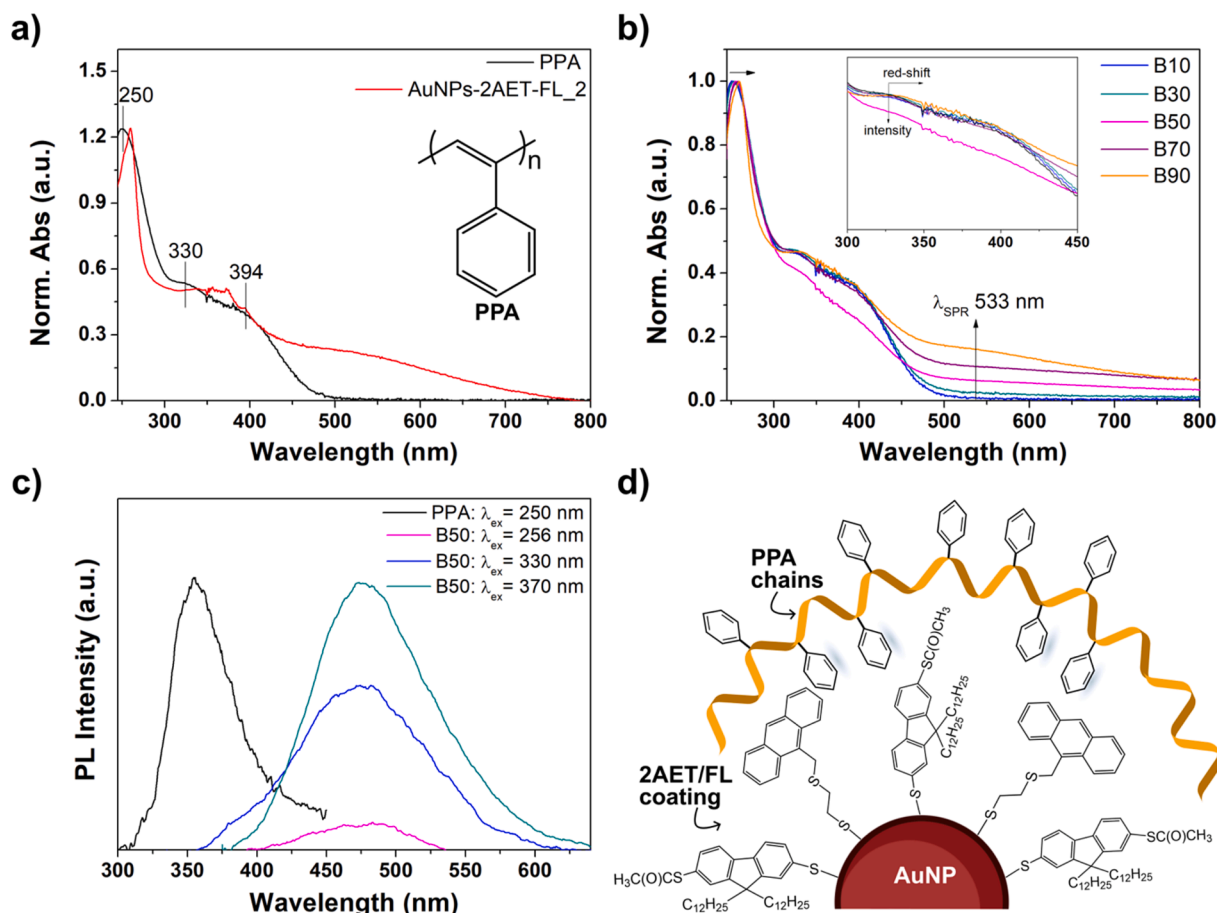 a)
Norm. Abs (a.u.)
1.5
1.2
0.9
0.6
0.3
0.0
250
330
394
PPA
AuNPs-2AET-FL_2
n
PPA
300 400 500 600 700 800
Wavelength (nm)
b)
Norm. Abs (a.u.)
1.0
0.8
0.6
0.4
0.2
0.0
red-shift
intensity
300 350 400 450
B10
B30
B50
B70
B90
λSPR 533 nm
300 400 500 600 700 800
Wavelength (nm)
c)
PL Intensity (a.u.)
PPA: λex= 250 nm
B50: λex= 256 nm
B50: λex= 330 nm
B50: λex= 370 nm
300 350 400 450 500 550 600
Wavelength (nm)
d)
PPA
chains
SC(O)CH3
C12H25
C12H25
S
S
S
S
S
2AET/FL
coating
H3C(O)CS
S
C12H25
C12H25
AuNP
S
SC(O)CH3
C12H25
C12H25